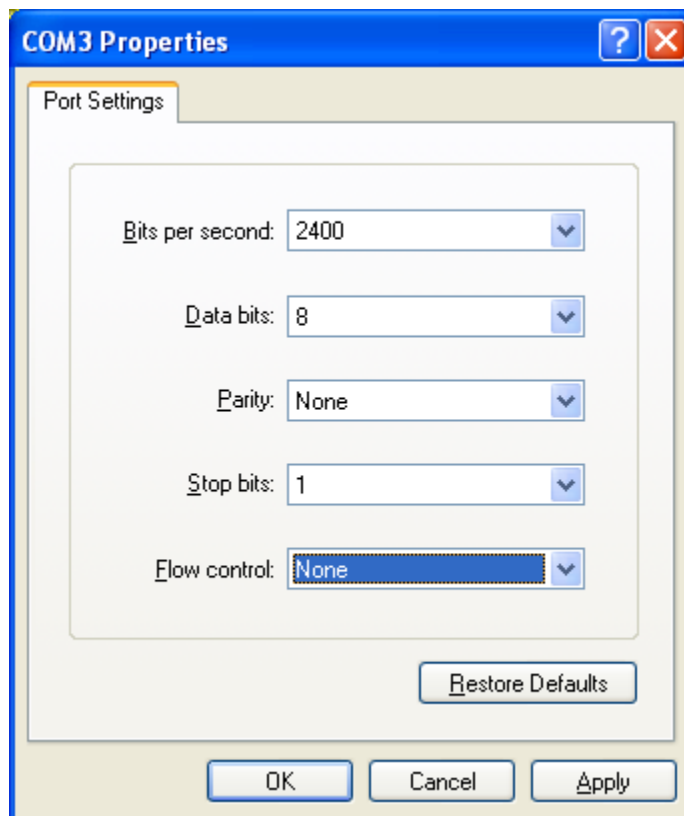 COM3 Properties
?
Port Settings
Bits per second: 2400
Data bits: 8
Parity: None
Stop bits: 1
Flow control: None
Restore Defaults
OK Cancel Apply